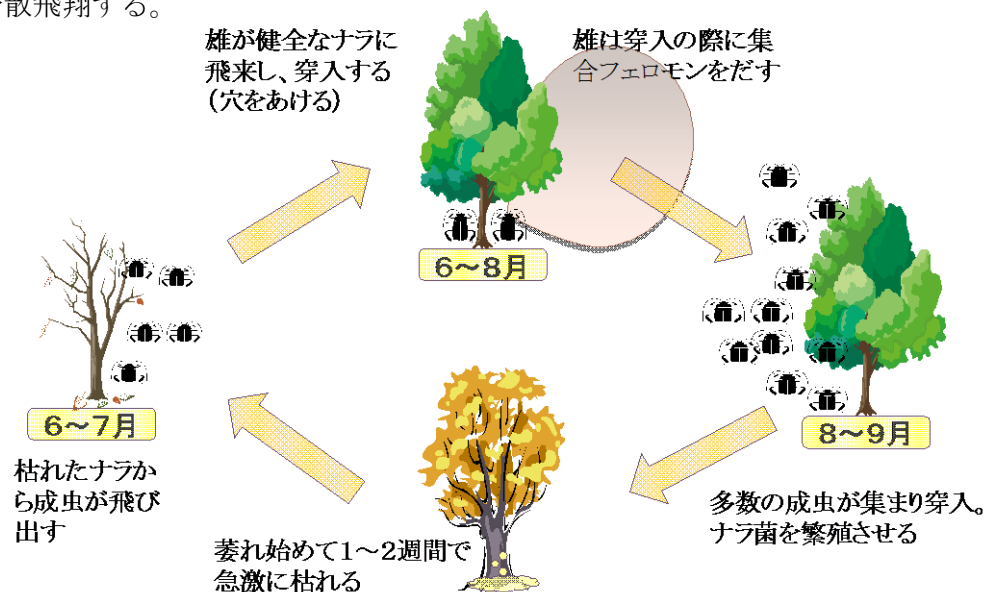 散飛翔する。
雄が健全なナラに
飛来し、穿入する
(穴をあける)
雄は穿入の際に集
合フェロモンをだす
6～8月
6～7月
枯れたナラか
ら成虫が飛び
出す
8～9月
多数の成虫が集まり穿入。
ナラ菌を繁殖させる
萎れ始めて1～2週間で
急激に枯れる